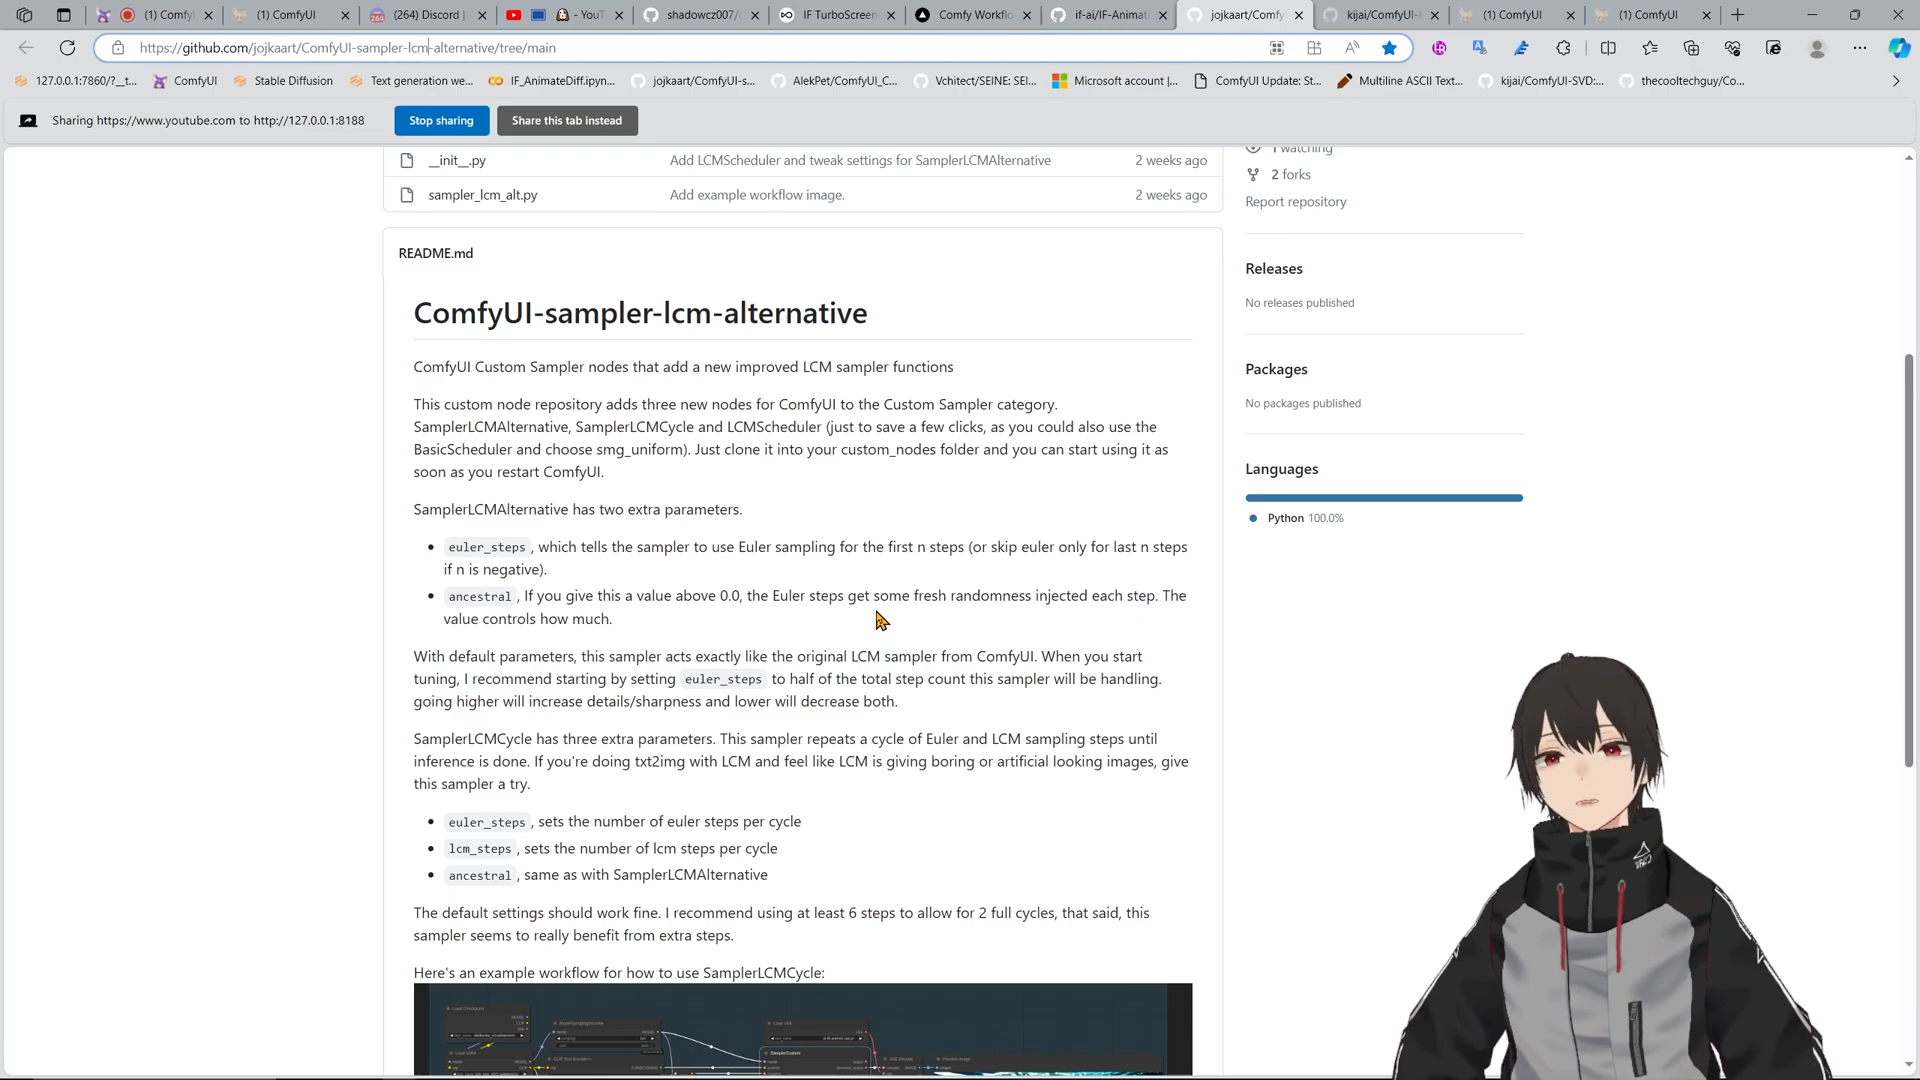 (1) Comfy
(1) ComfyUI
(264) Discord |
- YouT
shadowcz007/
IF TurboScreen
Comfy Workflo
if-ai/IF-Animat
jojkaart/Comfy
kijai/ComfyUI-
(1) ComfyUI
(1) ComfyUI
https://github.com/jojkaart/ComfyUI-sampler-lcm-alternative/tree/main
127.0.0.1:7860/?__t...
ComfyUI
Stable Diffusion
Text generation we...
IF_AnimateDiff.ipyn...
jojkaart/ComfyUI-s...
AlekPet/ComfyUI_C...
Vchitect/SEINE: SEI...
Microsoft account |...
ComfyUI Update: St...
Multiline ASCII Text...
kijai/ComfyUI-SVD:...
thecooltechguy/Co...
Sharing https://www.youtube.com to http://127.0.0.1:8188
Stop sharing
Share this tab instead
1 watching
__init__.py
Add LCMScheduler and tweak settings for SamplerLCMAlternative
2 weeks ago
2 forks
sampler_lcm_alt.py
Add example workflow image.
2 weeks ago
Report repository
README.md
Releases
No releases published
ComfyUI-sampler-lcm-alternative
ComfyUI Custom Sampler nodes that add a new improved LCM sampler functions
Packages
No packages published
This custom node repository adds three new nodes for ComfyUI to the Custom Sampler category.
SamplerLCMAlternative, SamplerLCMCycle and LCMScheduler (just to save a few clicks, as you could also use the
BasicScheduler and choose smg_uniform). Just clone it into your custom_nodes folder and you can start using it as
soon as you restart ComfyUI.
Languages
Python 100.0%
SamplerLCMAlternative has two extra parameters.
euler_steps , which tells the sampler to use Euler sampling for the first n steps (or skip euler only for last n steps
if n is negative).
ancestral , If you give this a value above 0.0, the Euler steps get some fresh randomness injected each step. The
value controls how much.
With default parameters, this sampler acts exactly like the original LCM sampler from ComfyUI. When you start
tuning, I recommend starting by setting euler_steps to half of the total step count this sampler will be handling.
going higher will increase details/sharpness and lower will decrease both.
SamplerLCMCycle has three extra parameters. This sampler repeats a cycle of Euler and LCM sampling steps until
inference is done. If you're doing txt2img with LCM and feel like LCM is giving boring or artificial looking images, give
this sampler a try.
euler_steps , sets the number of euler steps per cycle
lcm_steps , sets the number of lcm steps per cycle
ancestral , same as with SamplerLCMAlternative
The default settings should work fine. I recommend using at least 6 steps to allow for 2 full cycles, that said, this
sampler seems to really benefit from extra steps.
Here's an example workflow for how to use SamplerLCMCycle: